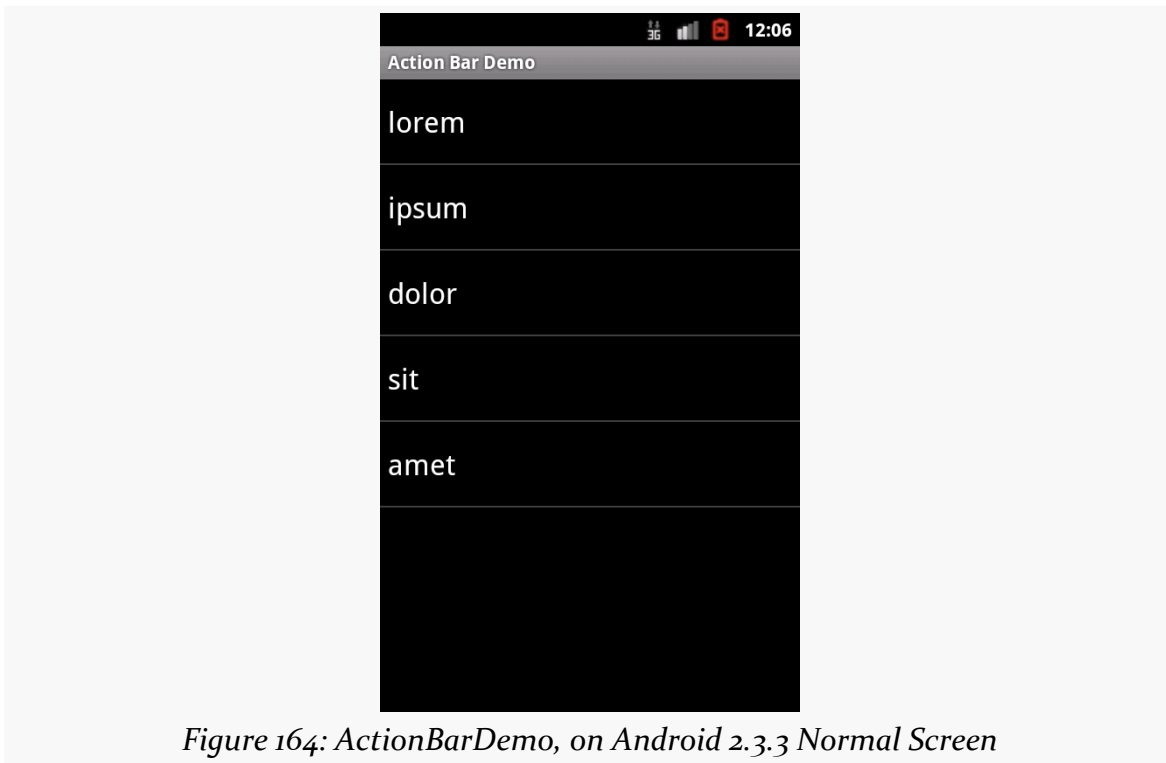 3G 12:06
Action Bar Demo
lorem
ipsum
dolor
sit
amet
Figure 164: ActionBarDemo, on Android 2.3.3 Normal Screen